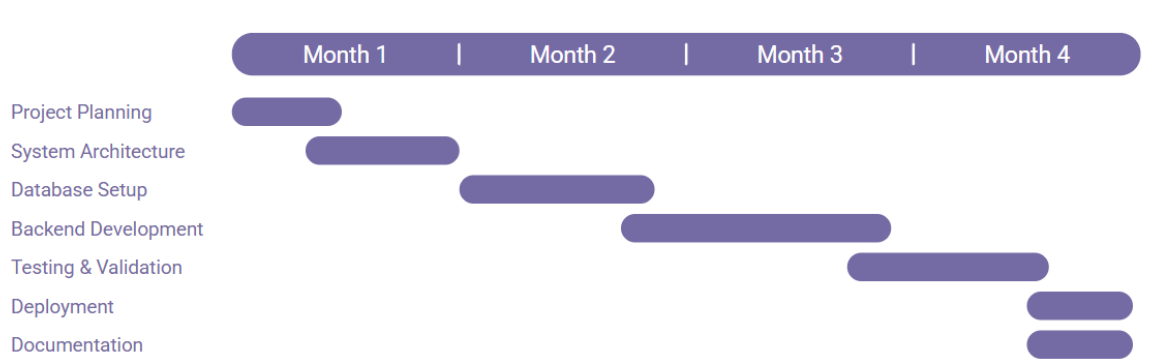 Month 1 | Month 2 | Month 3 | Month 4
Project Planning
System Architecture
Database Setup
Backend Development
Testing & Validation
Deployment
Documentation